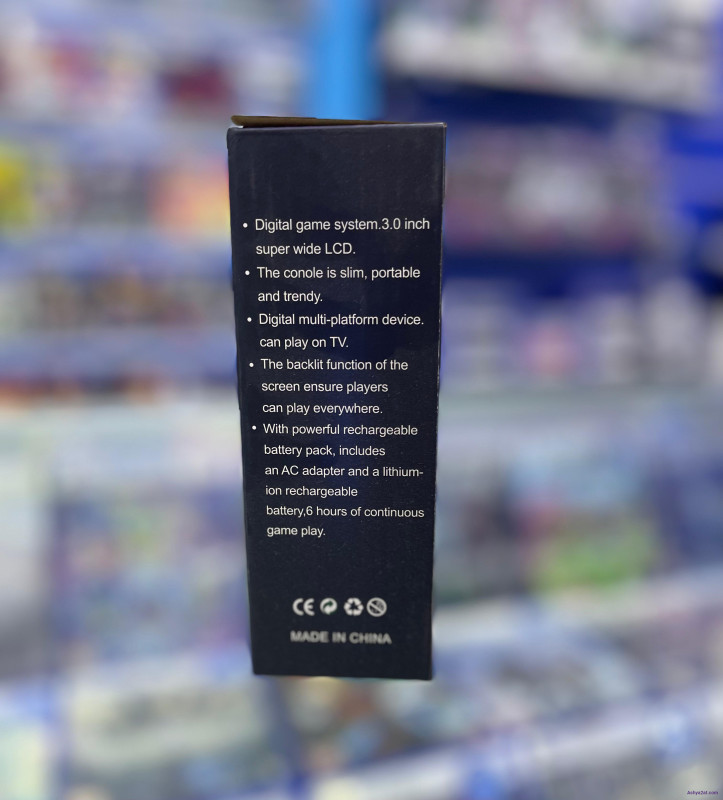 • Digital game system.3.0 inch
super wide LCD.
• The conole is slim, portable
and trendy.
• Digital multi-platform device.
can play on TV.
• The backlit function of the
screen ensure players
can play everywhere.
• With powerful rechargeable
battery pack, includes
an AC adapter and a lithium-
ion rechargeable
battery,6 hours of continuous
game play.
CE
MADE IN CHINA